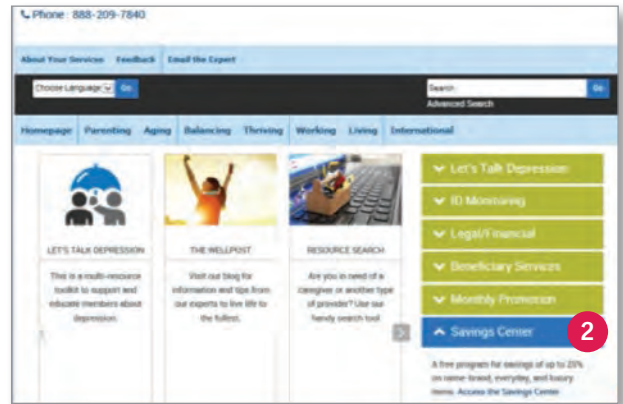 Phone : 888-209-7840
About Your Services Feedback Email the Expert
Choose Language Go
Search Go
Advanced Search
Homepage Parenting Aging Balancing Thriving Working Living International
LET'S TALK DEPRESSION
This is a multi-resource
toolkit to support and
educate members about
depression.
THE WELLPOST
Visit our blog for
information and tips from
our experts to live life to
the fullest.
RESOURCE SEARCH
Are you in need of a
caregiver or another type
of provider? Use our
handy search tool
Let's Talk Depression
ID Monitoring
Legal/Financial
Beneficiary Services
Monthly Promotion
Savings Center
2
A free program for savings of up to 25%
on name-brand, everyday, and luxury
items. Access the Savings Center